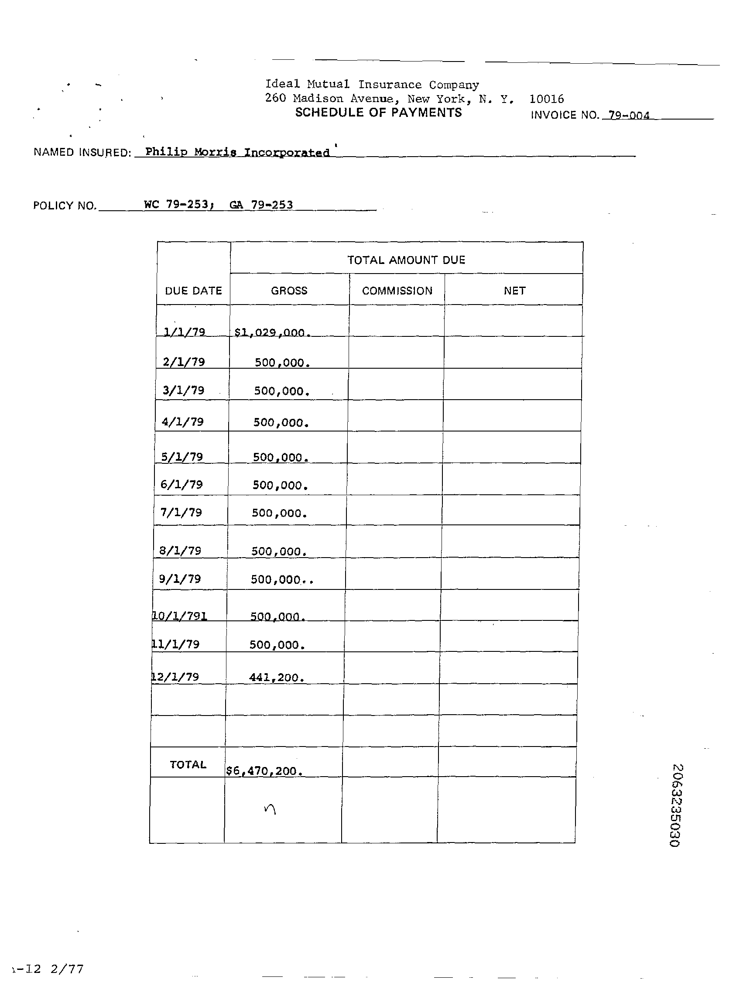 Ideal Mutual Insurance Company
260 Madison Avenue, New York, N. Y. 10016
SCHEDULE OF PAYMENTS
INVOICE NO. 79-004
NAMED INSURED: Philip Morris Incorporated
POLICY NO. WC 79-253; GA 79-253
TOTAL AMOUNT DUE
DUE DATE GROSS COMMISSION NET
1/1/79 $1,029,000.
2/1/79 500,000.
3/1/79 500,000.
4/1/79 500,000.
5/1/79 500,000.
6/1/79 500,000.
7/1/79 500,000.
8/1/79 500,000.
9/1/79 500,000..
10/1/791 500,000.
11/1/79 500,000.
12/1/79 441,200.
TOTAL $6,470,200.
2063235030
-12 2/77